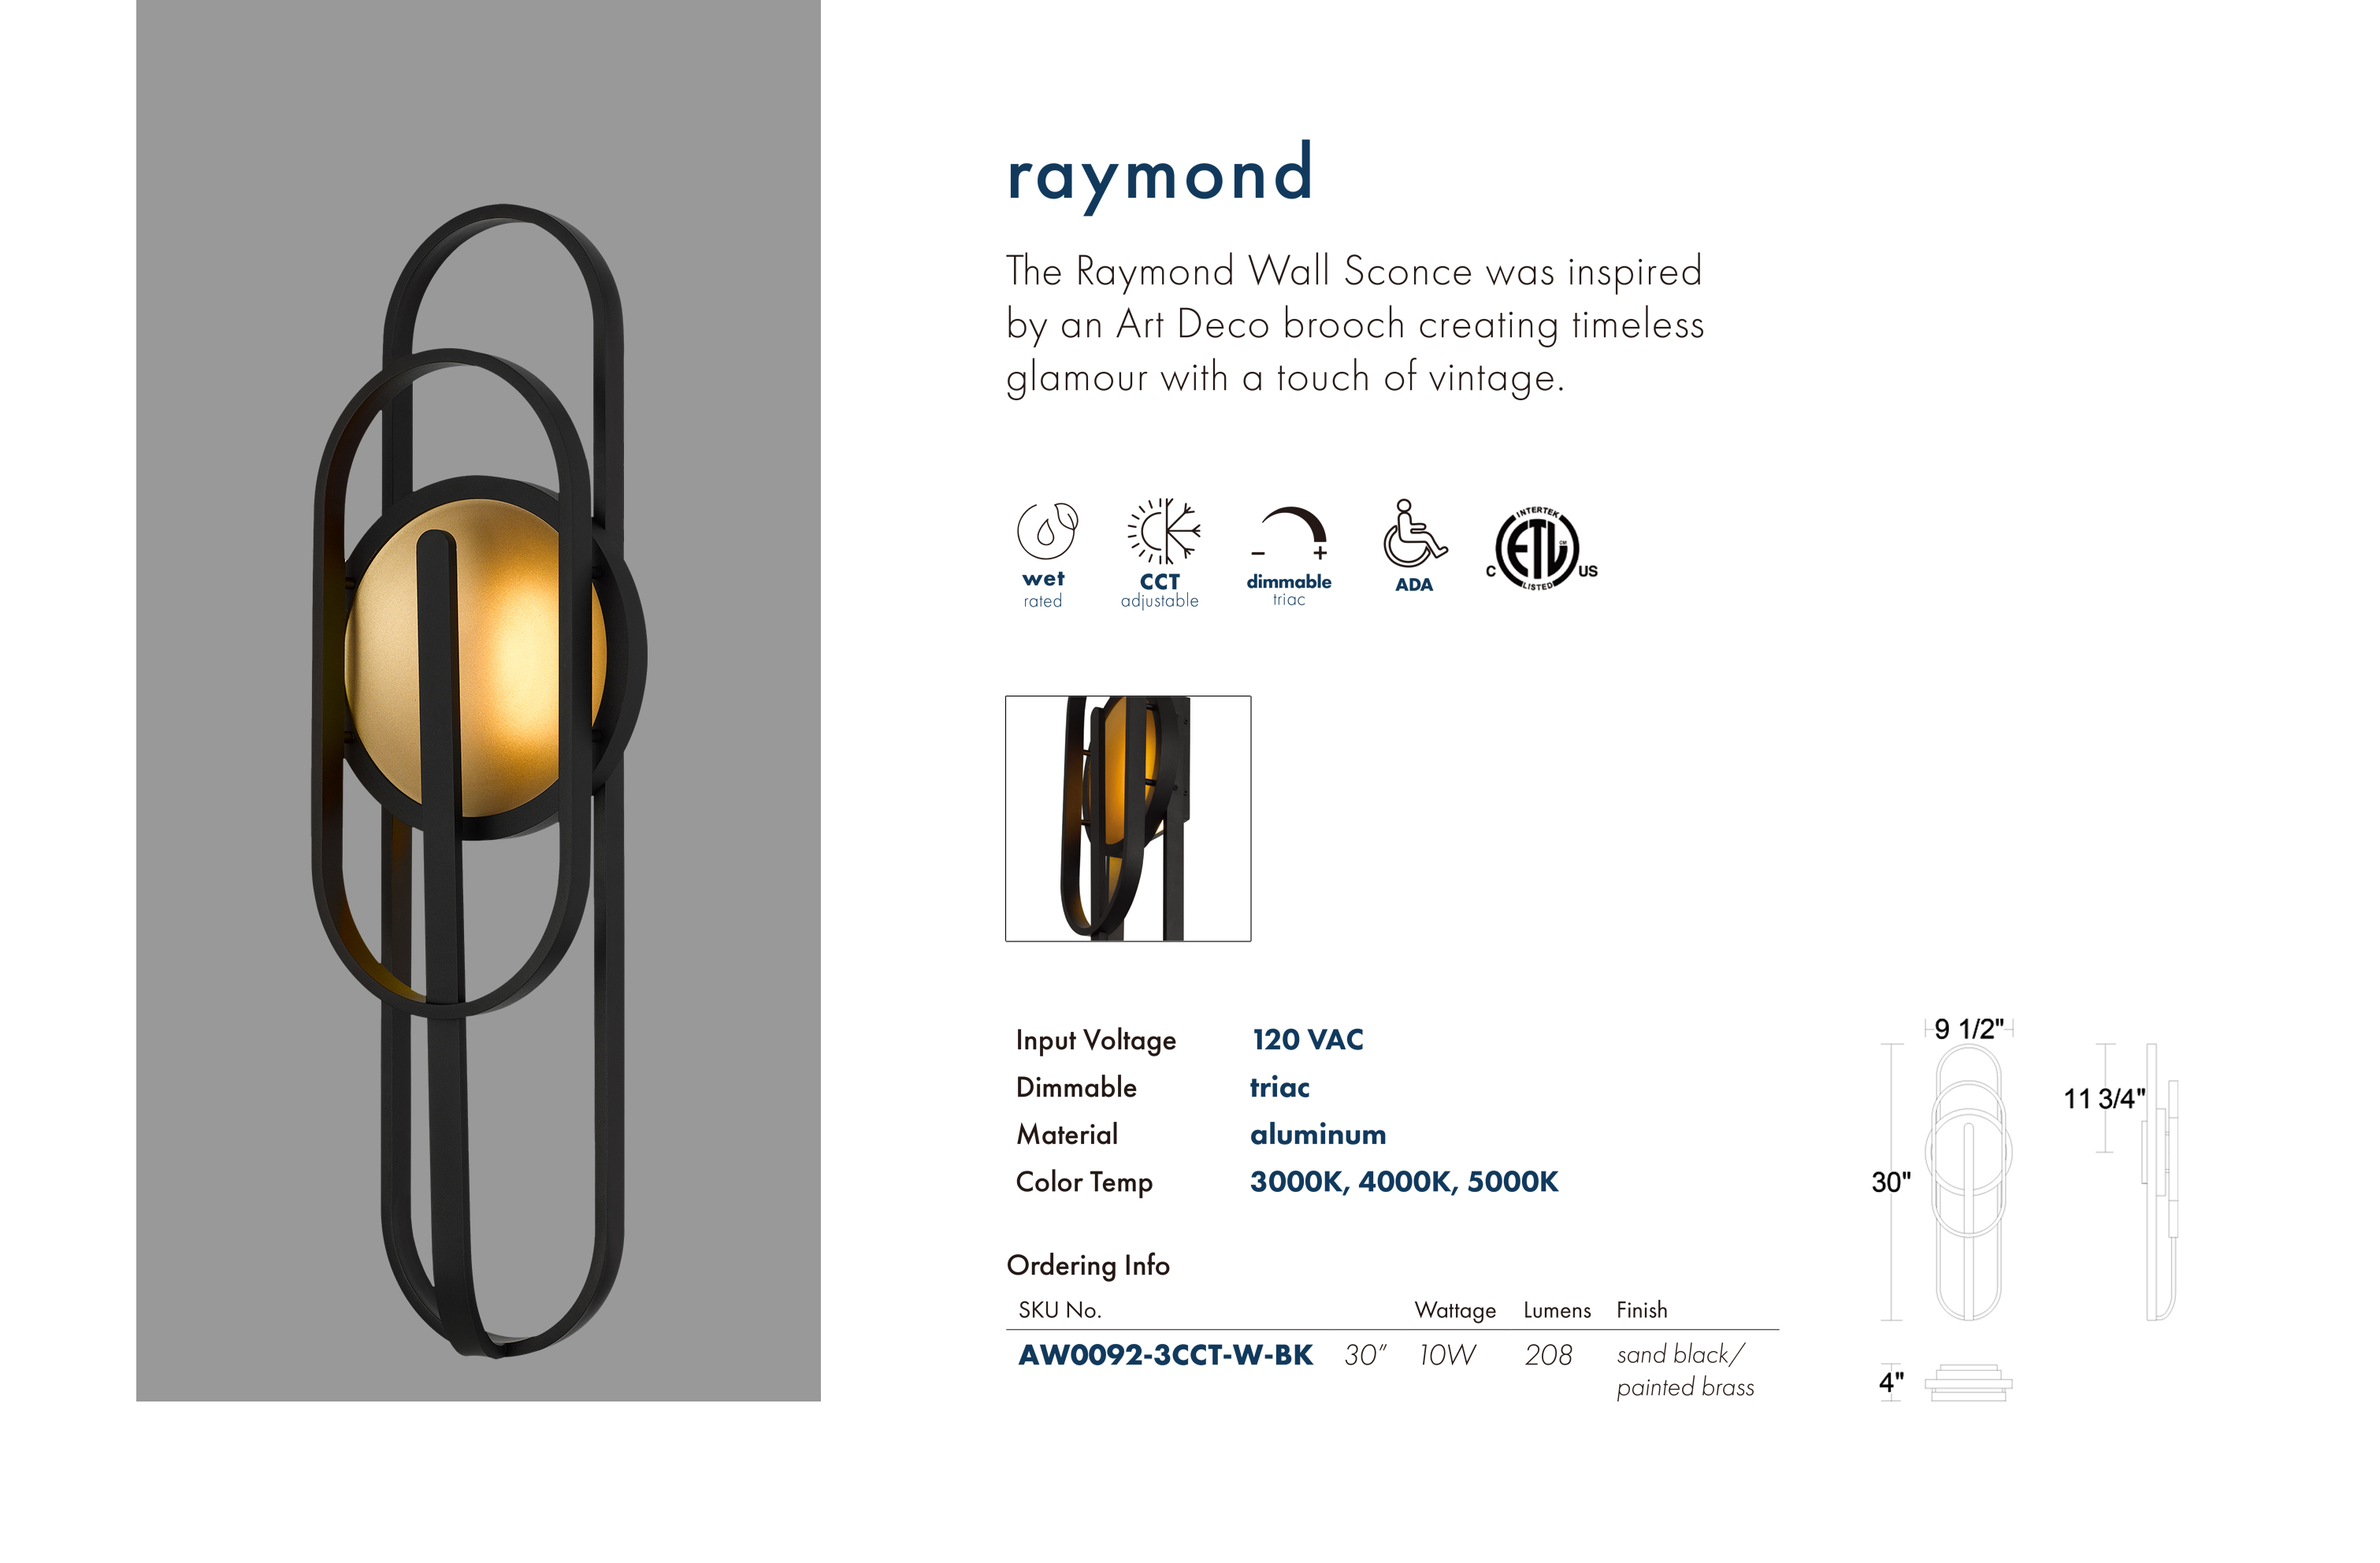 raymond
The Raymond Wall Sconce was inspired
by an Art Deco brooch creating timeless
glamour with a touch of vintage.
wet
rated
CCT
adjustable
dimmable
triac
ADA
INTERTEK
ETL CM
LISTED
C US
Input Voltage 120 VAC
Dimmable triac
Material aluminum
Color Temp 3000K, 4000K, 5000K
Ordering Info
SKU No. Wattage Lumens Finish
AW0092-3CCT-W-BK 30” 10W 208 sand black/
painted brass
9 1/2"
11 3/4"
30"
4"